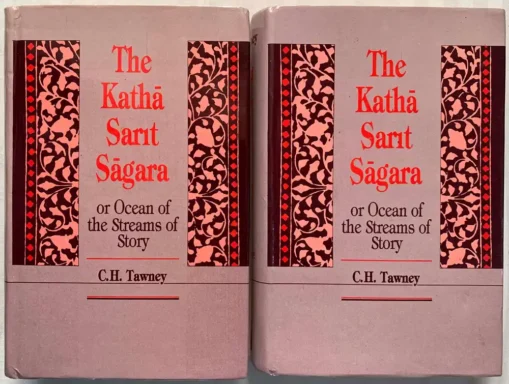 The
Kathā
Sarıt
Sāgara
or Ocean of
the Streams of
Story
C.H. Tawney
The
Kathā
Sarıt
Sāgara
or Ocean of
the Streams of
Story
C.H. Tawney